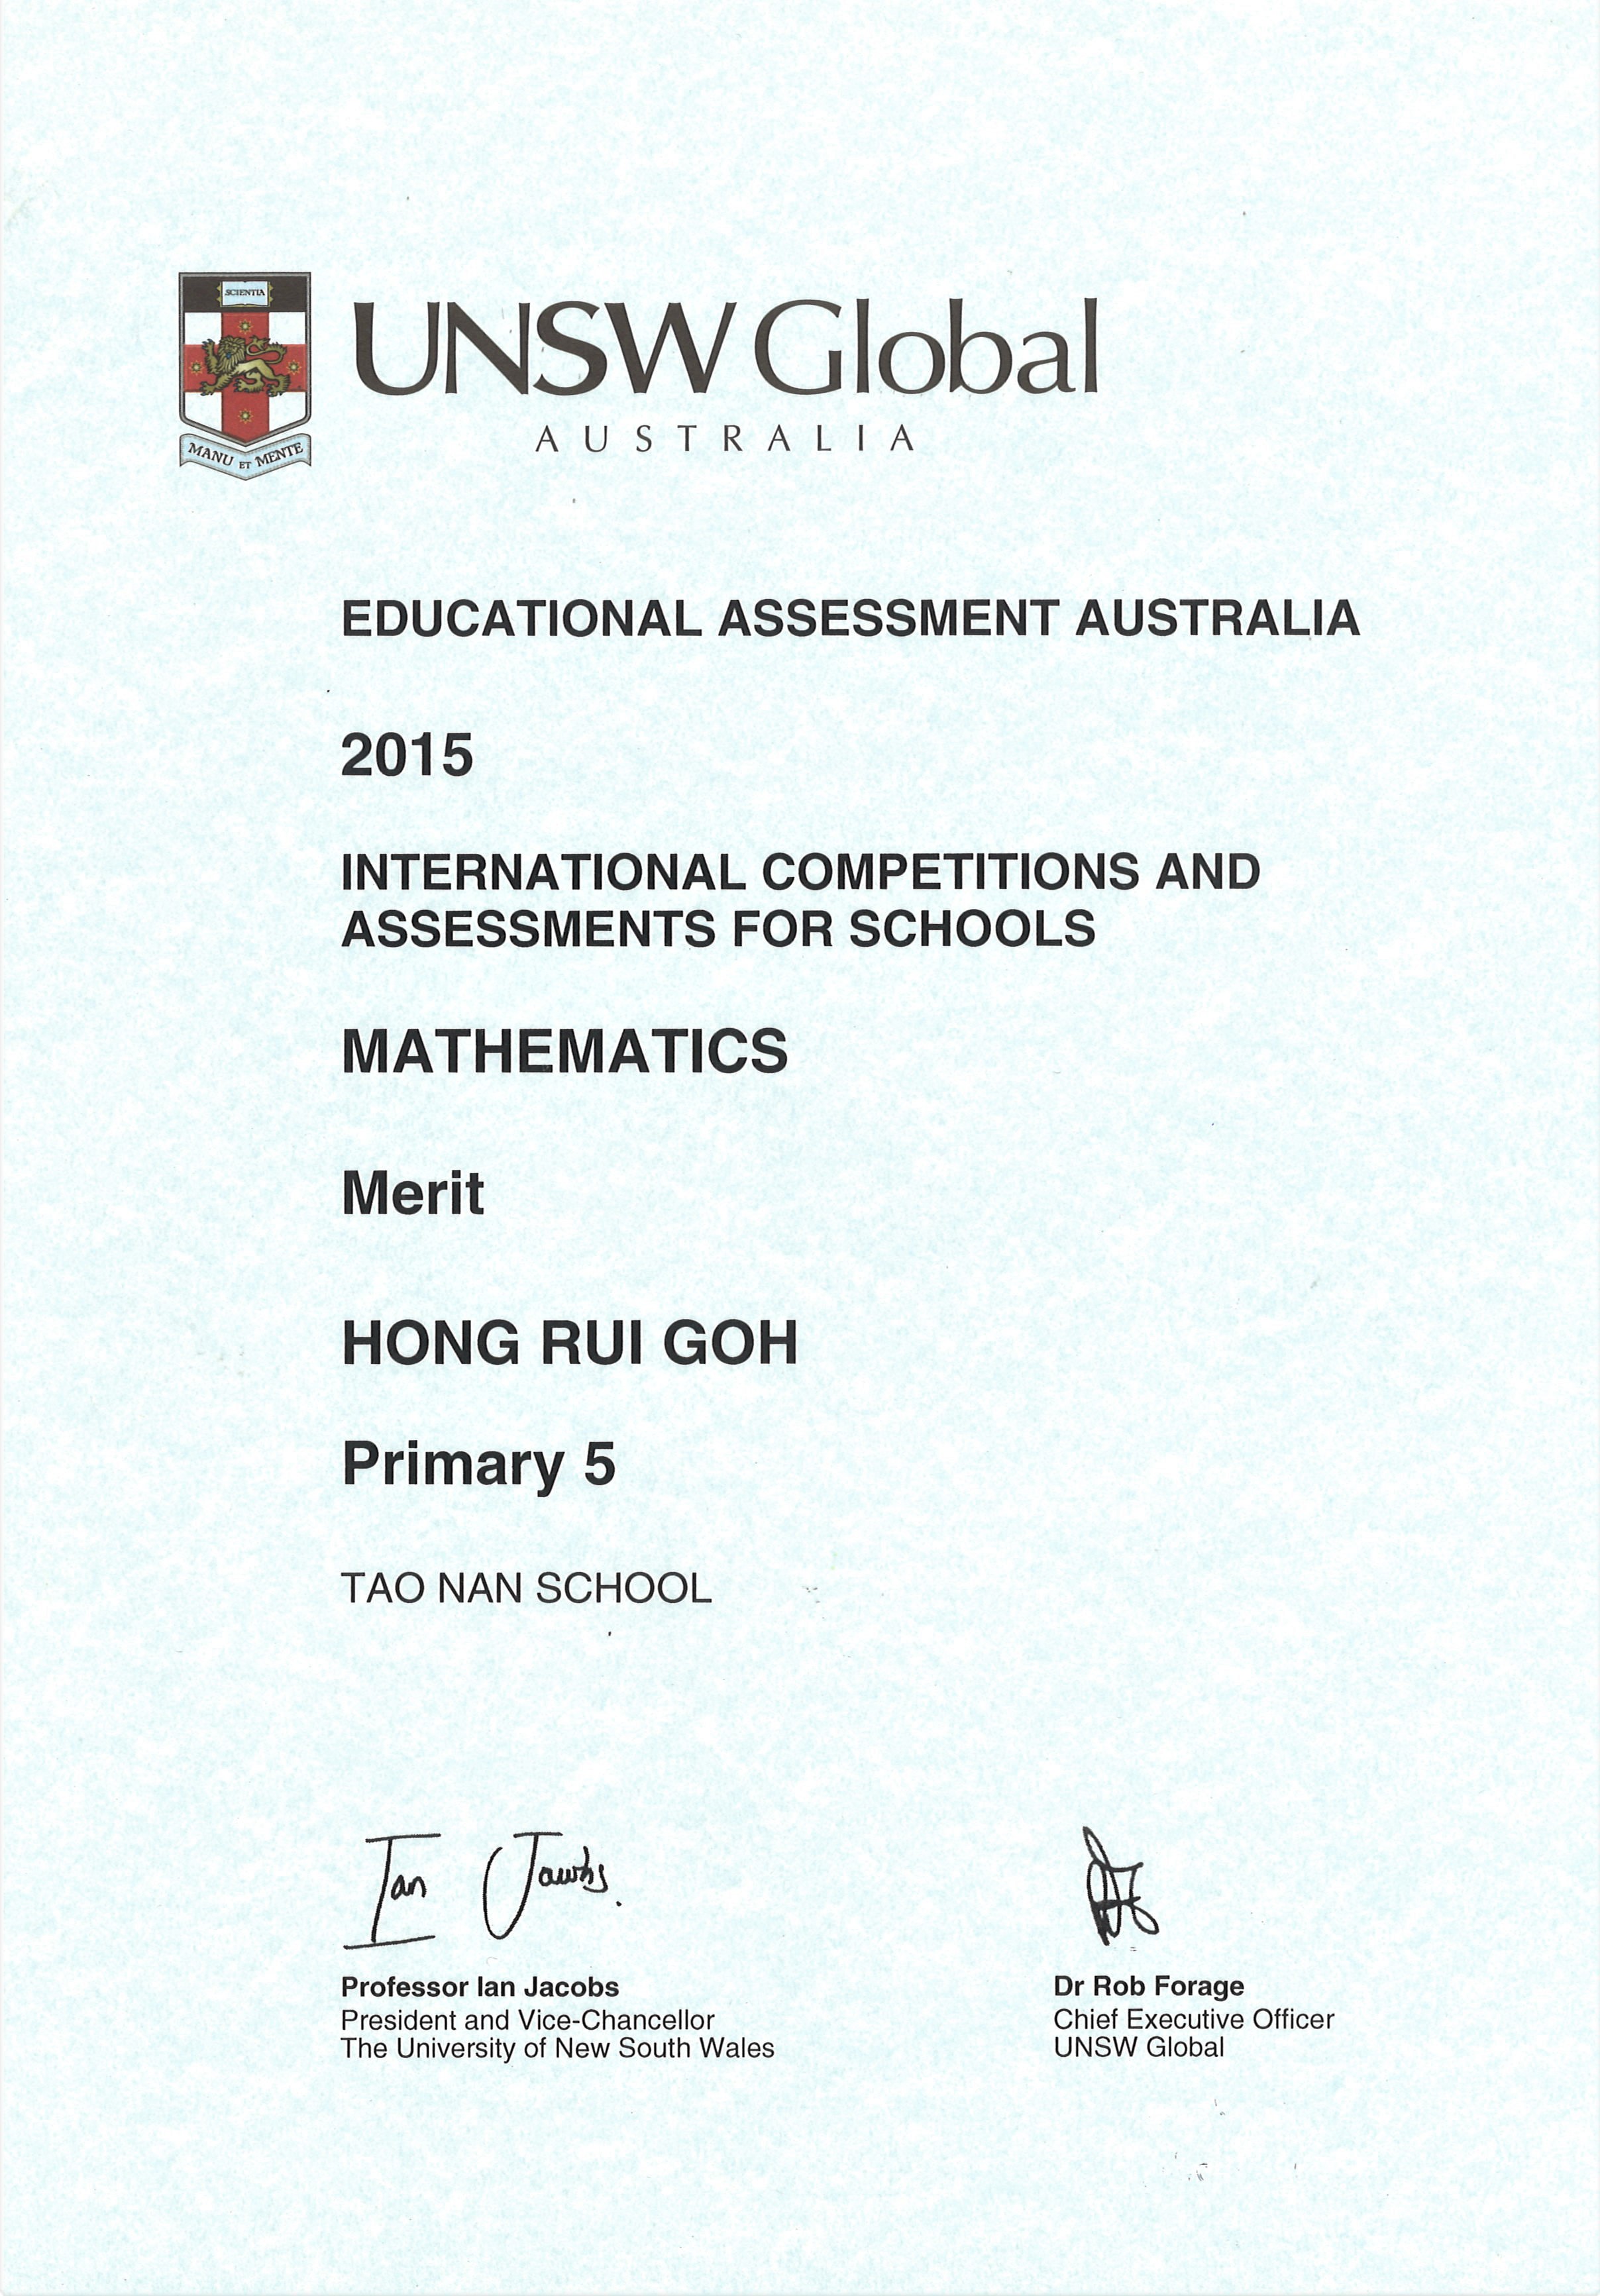 SCIENTIA
MANU ET MENTE
UNSW Global
AUSTRALIA
EDUCATIONAL ASSESSMENT AUSTRALIA
2015
INTERNATIONAL COMPETITIONS AND
ASSESSMENTS FOR SCHOOLS
MATHEMATICS
Merit
HONG RUI GOH
Primary 5
TAO NAN SCHOOL
Ian Jacobs.
Professor Ian Jacobs
President and Vice-Chancellor
The University of New South Wales
Dr Rob Forage
Chief Executive Officer
UNSW Global